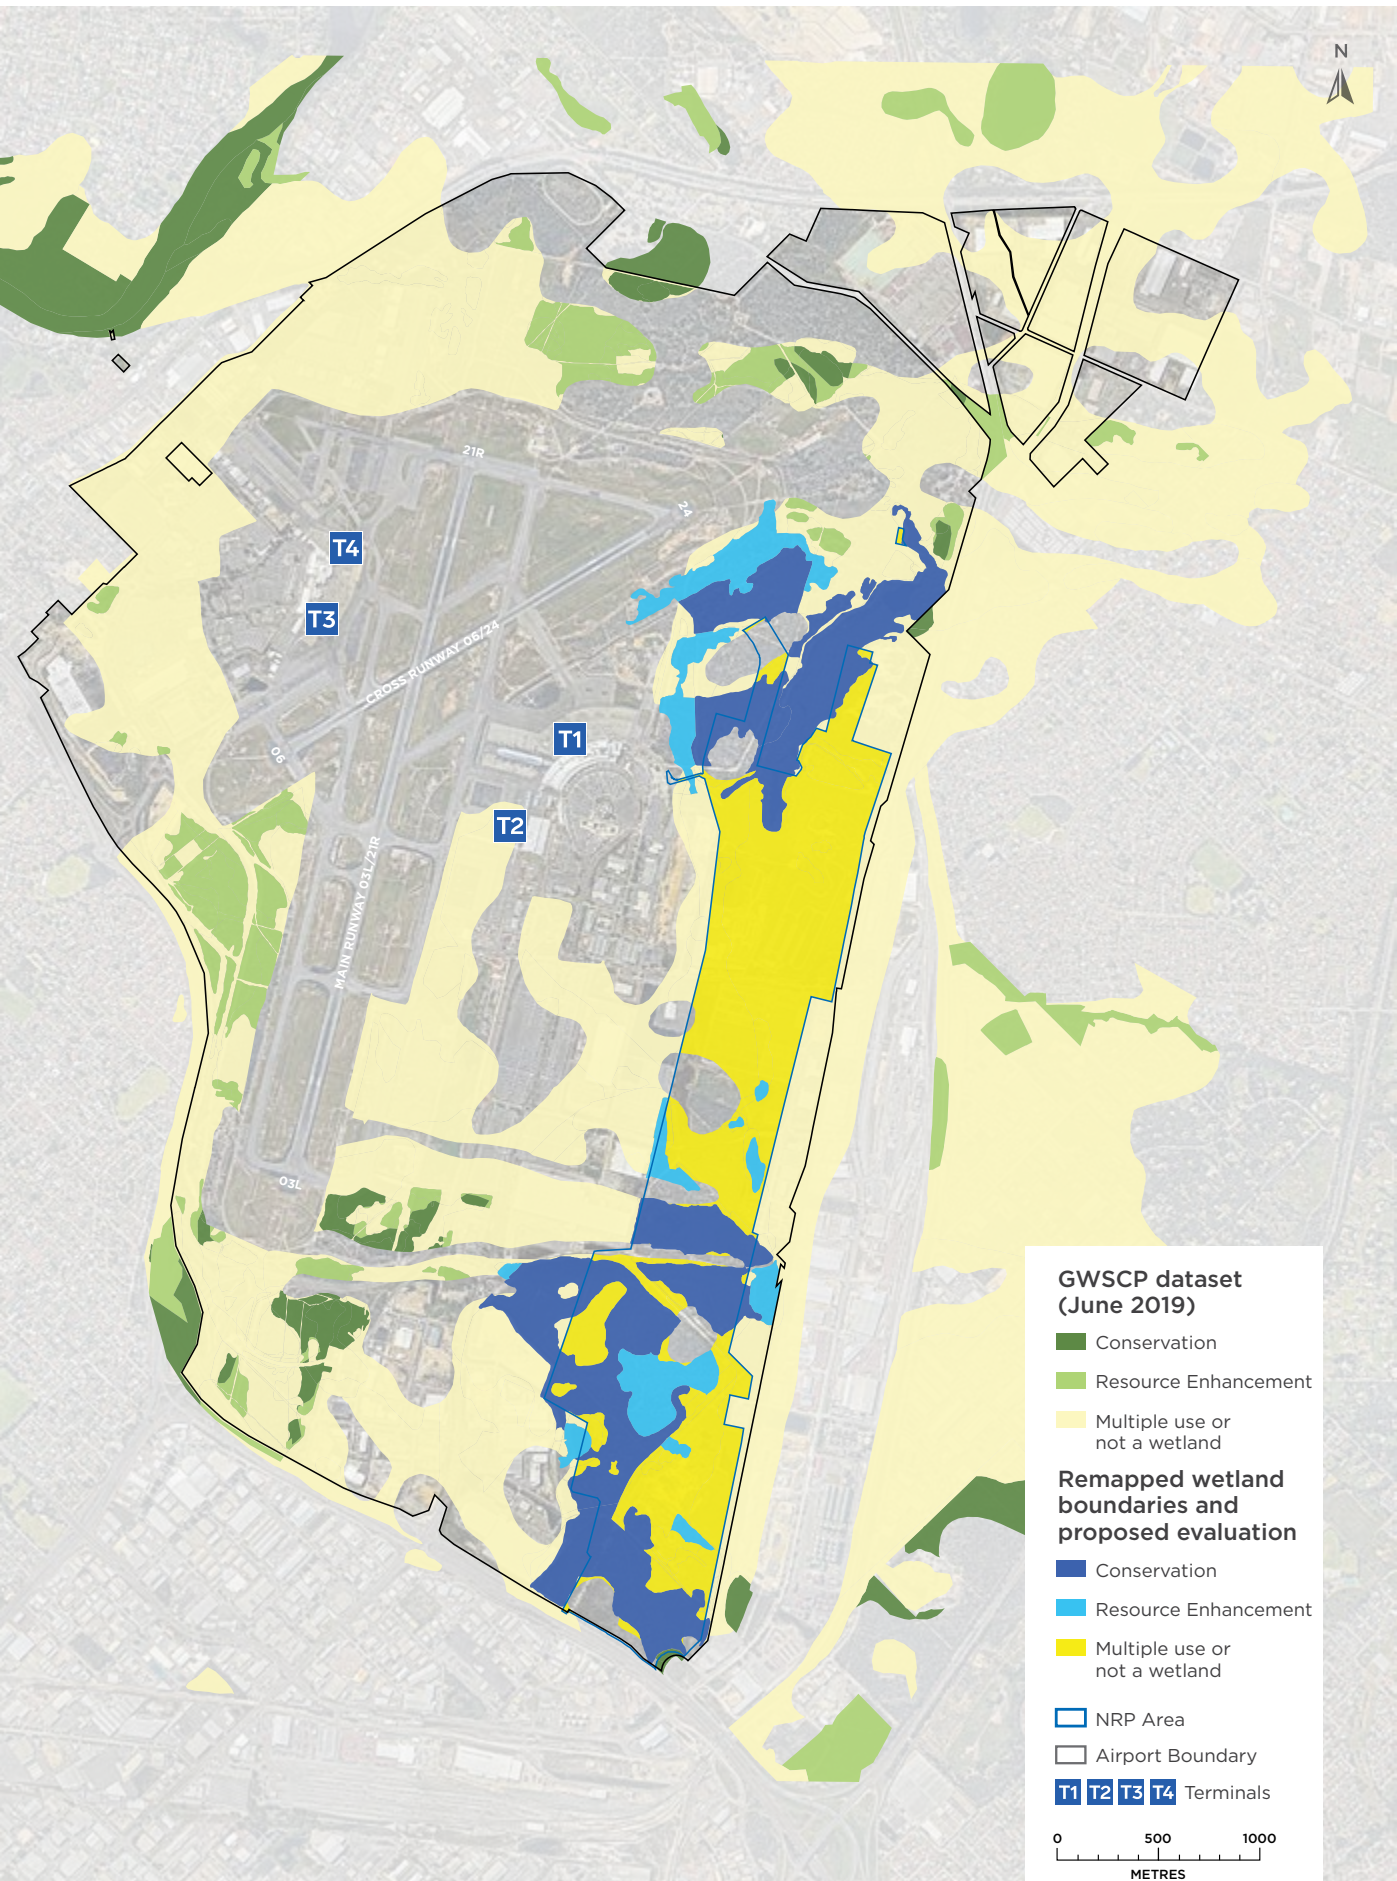 N
21R
24
T4
T3
CROSS RUNWAY 06/24
T1
06
T2
MAIN RUNWAY 03L/21R
03L
GWSCP dataset
(June 2019)
Conservation
Resource Enhancement
Multiple use or
not a wetland
Remapped wetland
boundaries and
proposed evaluation
Conservation
Resource Enhancement
Multiple use or
not a wetland
NRP Area
Airport Boundary
T1 T2 T3 T4 Terminals
0 500 1000
METRES